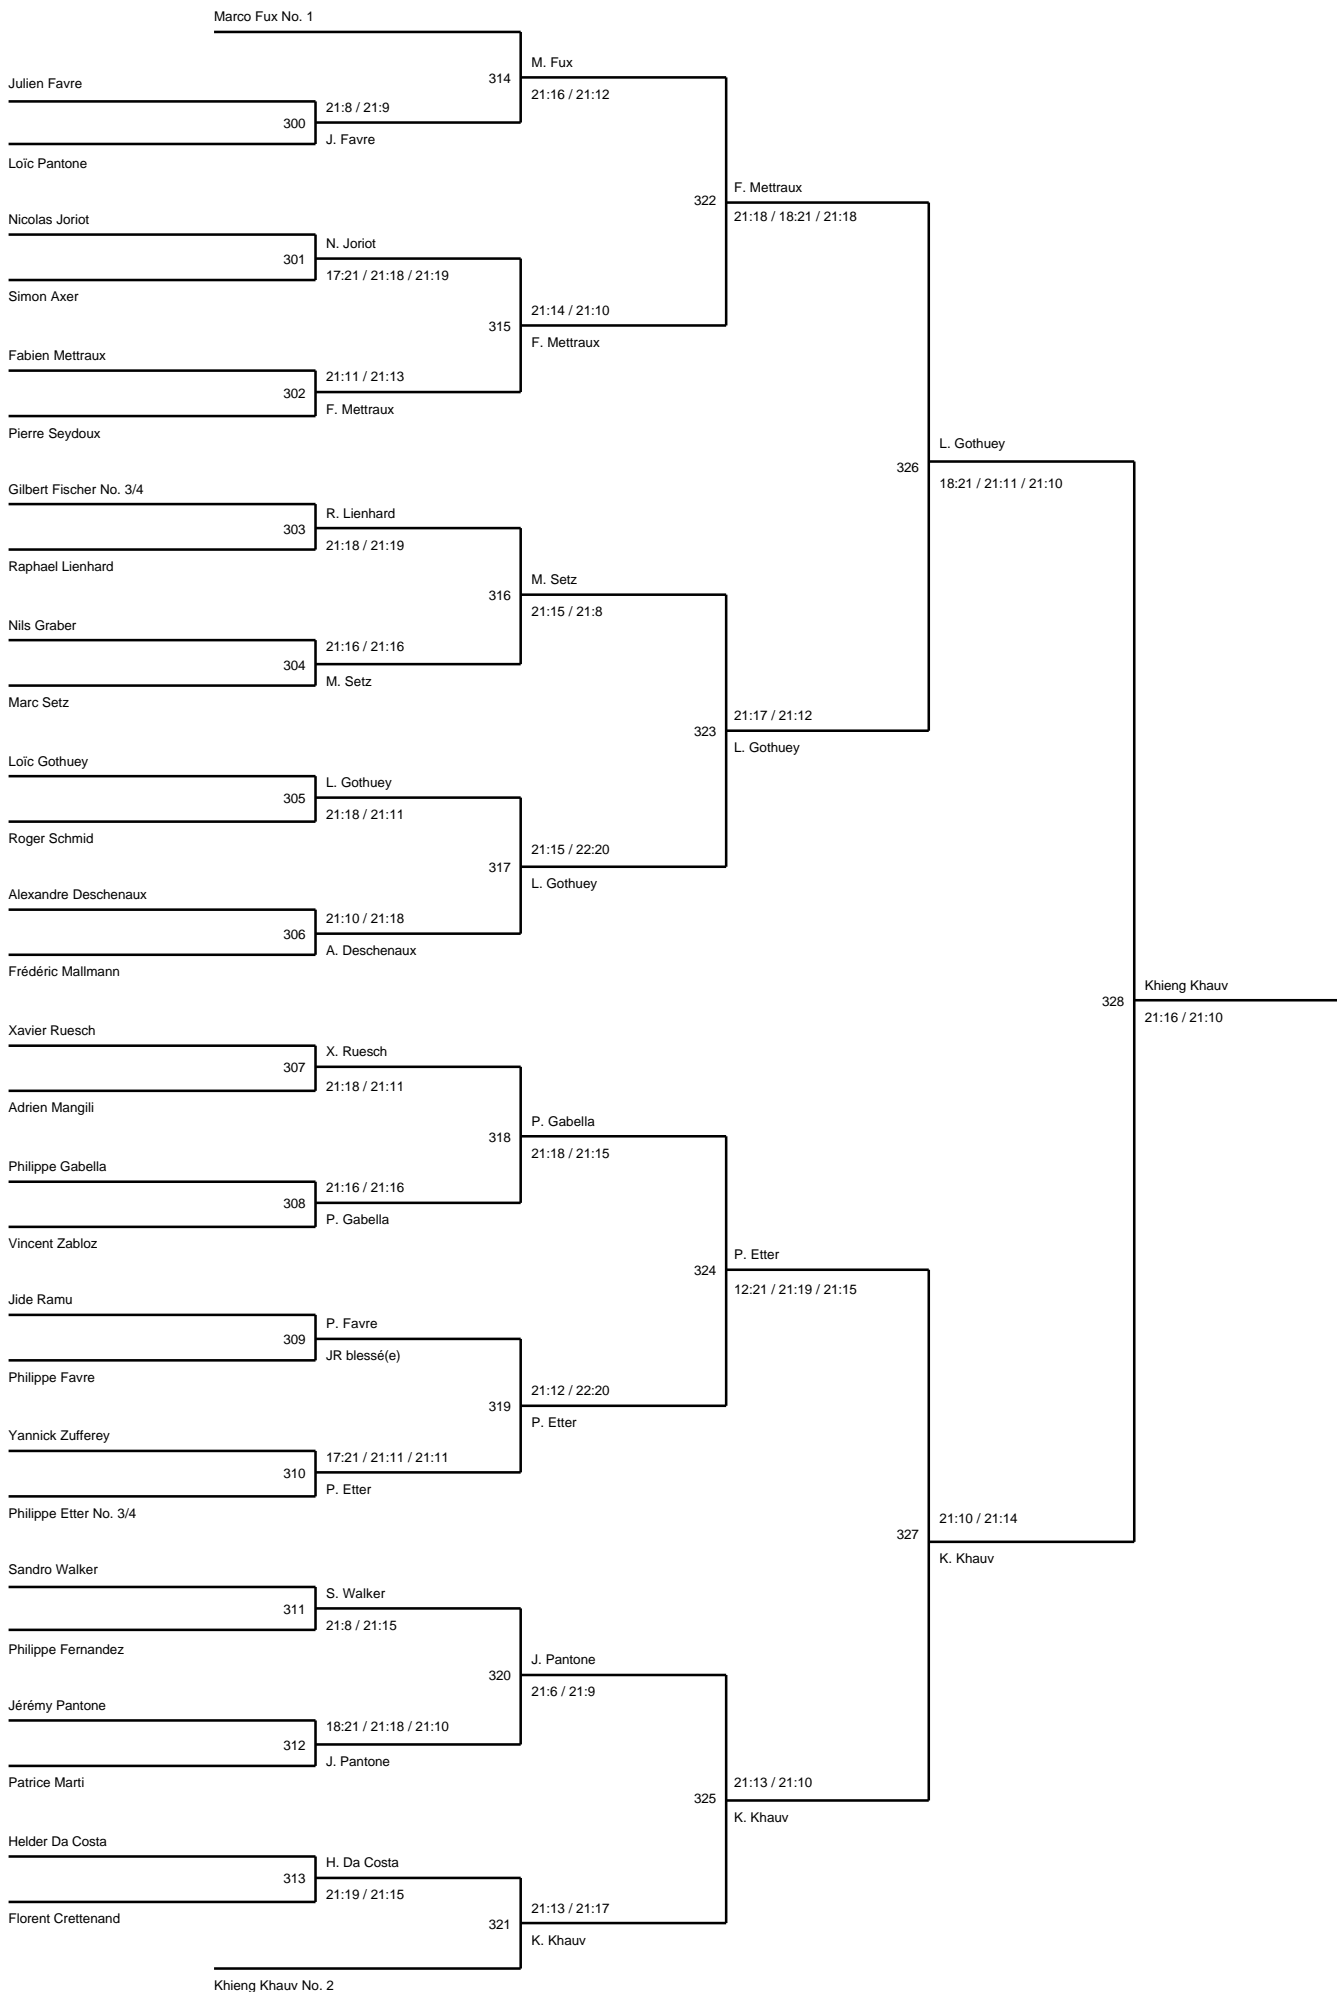 Marco Fux No. 1
M. Fux
314
Julien Favre
21:16 / 21:12
21:8 / 21:9
300
J. Favre
Loïc Pantone
F. Mettraux
322
Nicolas Joriot
21:18 / 18:21 / 21:18
N. Joriot
301
17:21 / 21:18 / 21:19
Simon Axer
21:14 / 21:10
315
F. Mettraux
Fabien Mettraux
21:11 / 21:13
302
F. Mettraux
Pierre Seydoux
L. Gothuey
326
18:21 / 21:11 / 21:10
Gilbert Fischer No. 3/4
R. Lienhard
303
21:18 / 21:19
Raphael Lienhard
M. Setz
316
21:15 / 21:8
Nils Graber
21:16 / 21:16
304
M. Setz
Marc Setz
21:17 / 21:12
323
L. Gothuey
Loïc Gothuey
L. Gothuey
305
21:18 / 21:11
Roger Schmid
21:15 / 22:20
317
L. Gothuey
Alexandre Deschenaux
21:10 / 21:18
306
A. Deschenaux
Frédéric Mallmann
Khieng Khauv
328
21:16 / 21:10
Xavier Ruesch
X. Ruesch
307
21:18 / 21:11
Adrien Mangili
P. Gabella
318
21:18 / 21:15
Philippe Gabella
21:16 / 21:16
308
P. Gabella
Vincent Zabloz
P. Etter
324
12:21 / 21:19 / 21:15
Jide Ramu
P. Favre
309
JR blessé(e)
Philippe Favre
21:12 / 22:20
319
P. Etter
Yannick Zufferey
17:21 / 21:11 / 21:11
310
P. Etter
Philippe Etter No. 3/4
21:10 / 21:14
327
K. Khauv
Sandro Walker
S. Walker
311
21:8 / 21:15
Philippe Fernandez
J. Pantone
320
21:6 / 21:9
Jérémy Pantone
18:21 / 21:18 / 21:10
312
J. Pantone
Patrice Marti
21:13 / 21:10
325
K. Khauv
Helder Da Costa
H. Da Costa
313
21:19 / 21:15
Florent Crettenand
21:13 / 21:17
321
K. Khauv
Khieng Khauv No. 2